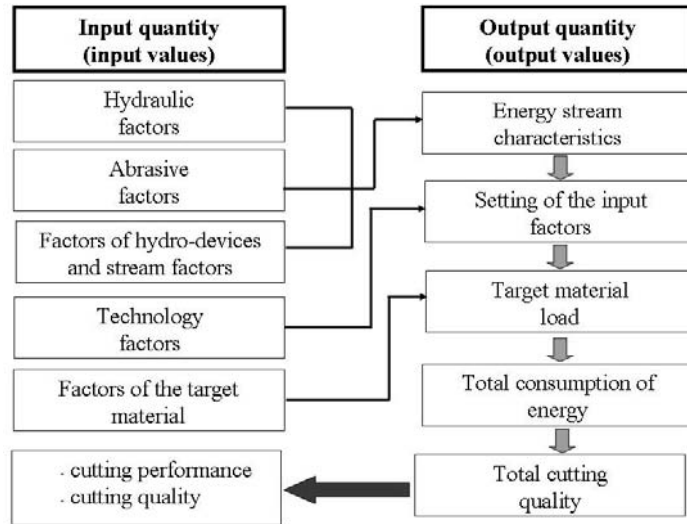 Input quantity
(input values)
Hydraulic
factors
Abrasive
factors
Factors of hydro-devices
and stream factors
Technology
factors
Factors of the target
material
. cutting performance
. cutting quality
Output quantity
(output values)
Energy stream
characteristics
Setting of the input
factors
Target material
load
Total consumption of
energy
Total cutting
quality